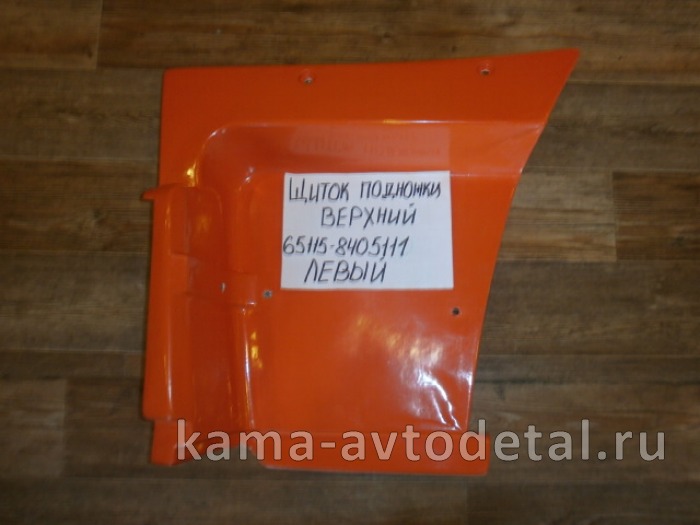 ЩИТОК ПОДНОЖКИ
ВЕРХНИЙ
65115-8405111
ЛЕВЫЙ
kama-avtodetal.ru